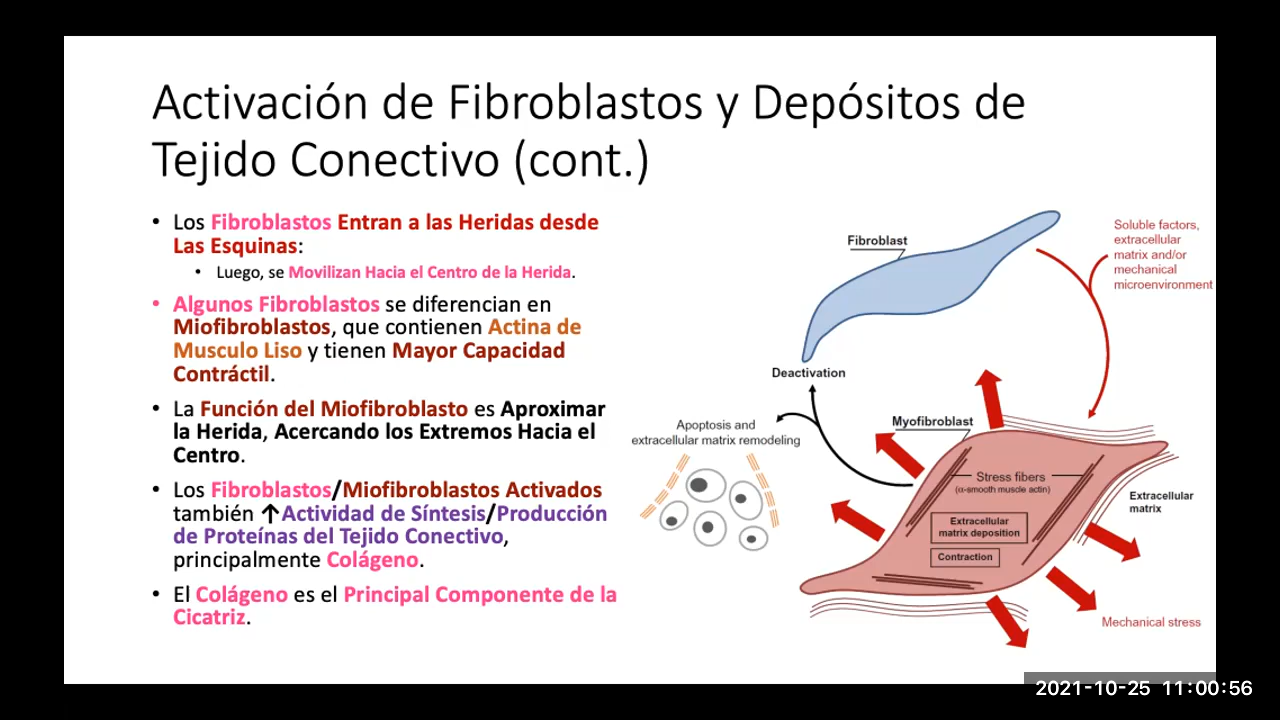 Activación de Fibroblastos y Depósitos de
Tejido Conectivo (cont.)
• Los Fibroblastos Entran a las Heridas desde
Las Esquinas:
• Luego, se Movilizan Hacia el Centro de la Herida.
• Algunos Fibroblastos se diferencian en
Miofibroblastos, que contienen Actina de
Musculo Liso y tienen Mayor Capacidad
Contráctil.
• La Función del Miofibroblasto es Aproximar
la Herida, Acercando los Extremos Hacia el
Centro.
• Los Fibroblastos/Miofibroblastos Activados
también ↑Actividad de Síntesis/Producción
de Proteínas del Tejido Conectivo,
principalmente Colágeno.
• El Colágeno es el Principal Componente de la
Cicatriz.
Fibroblast
Soluble factors,
extracellular
matrix and/or
mechanical
microenvironment
Deactivation
Apoptosis and
extracellular matrix remodeling
Myofibroblast
Stress fibers
(α-smooth muscle actin)
Extracellular
matrix deposition
Contraction
Extracellular
matrix
Mechanical stress
2021-10-25 11:00:56